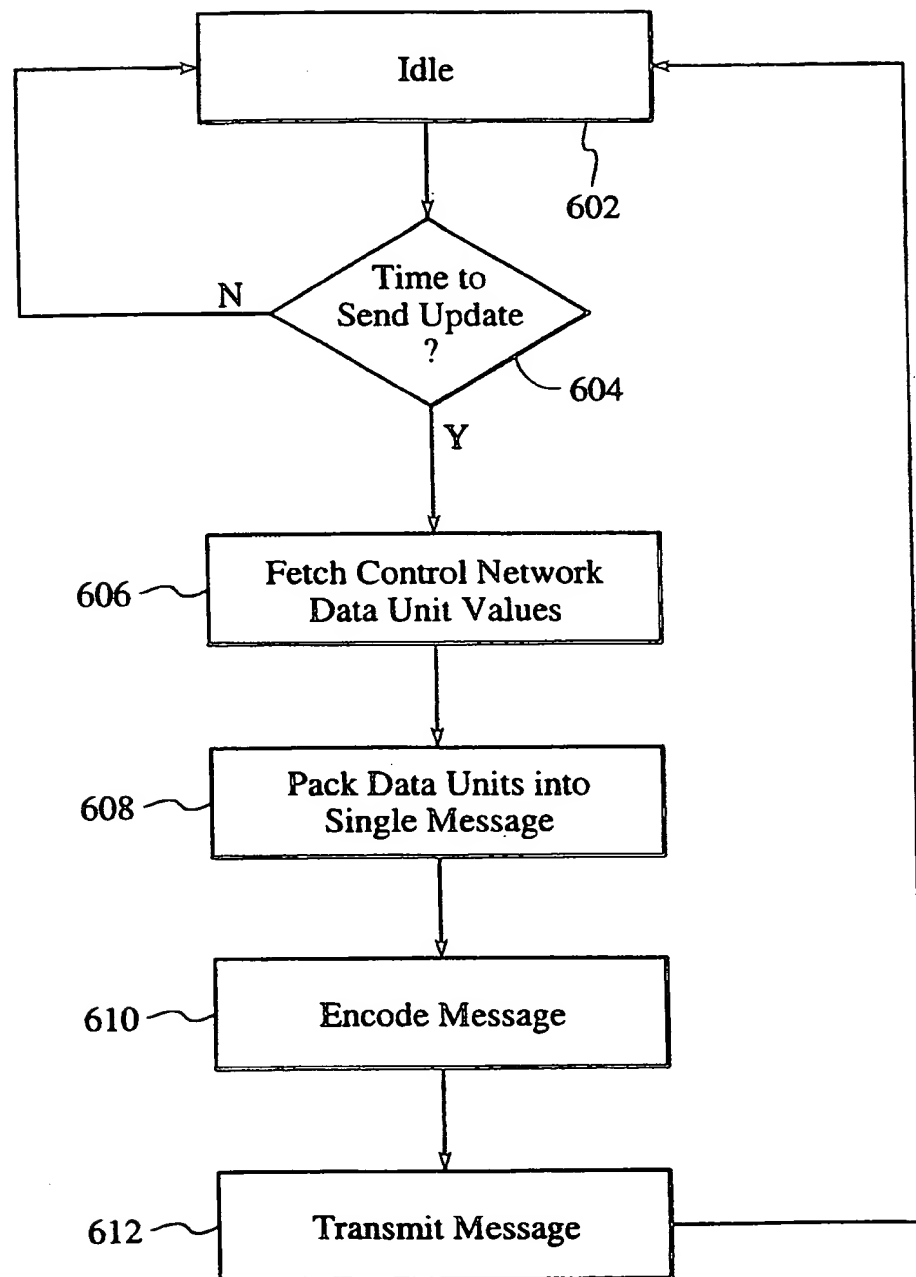 Idle
602
Time to
Send Update
?
N
604
Y
Fetch Control Network
Data Unit Values
606
Pack Data Units into
Single Message
608
Encode Message
610
Transmit Message
612